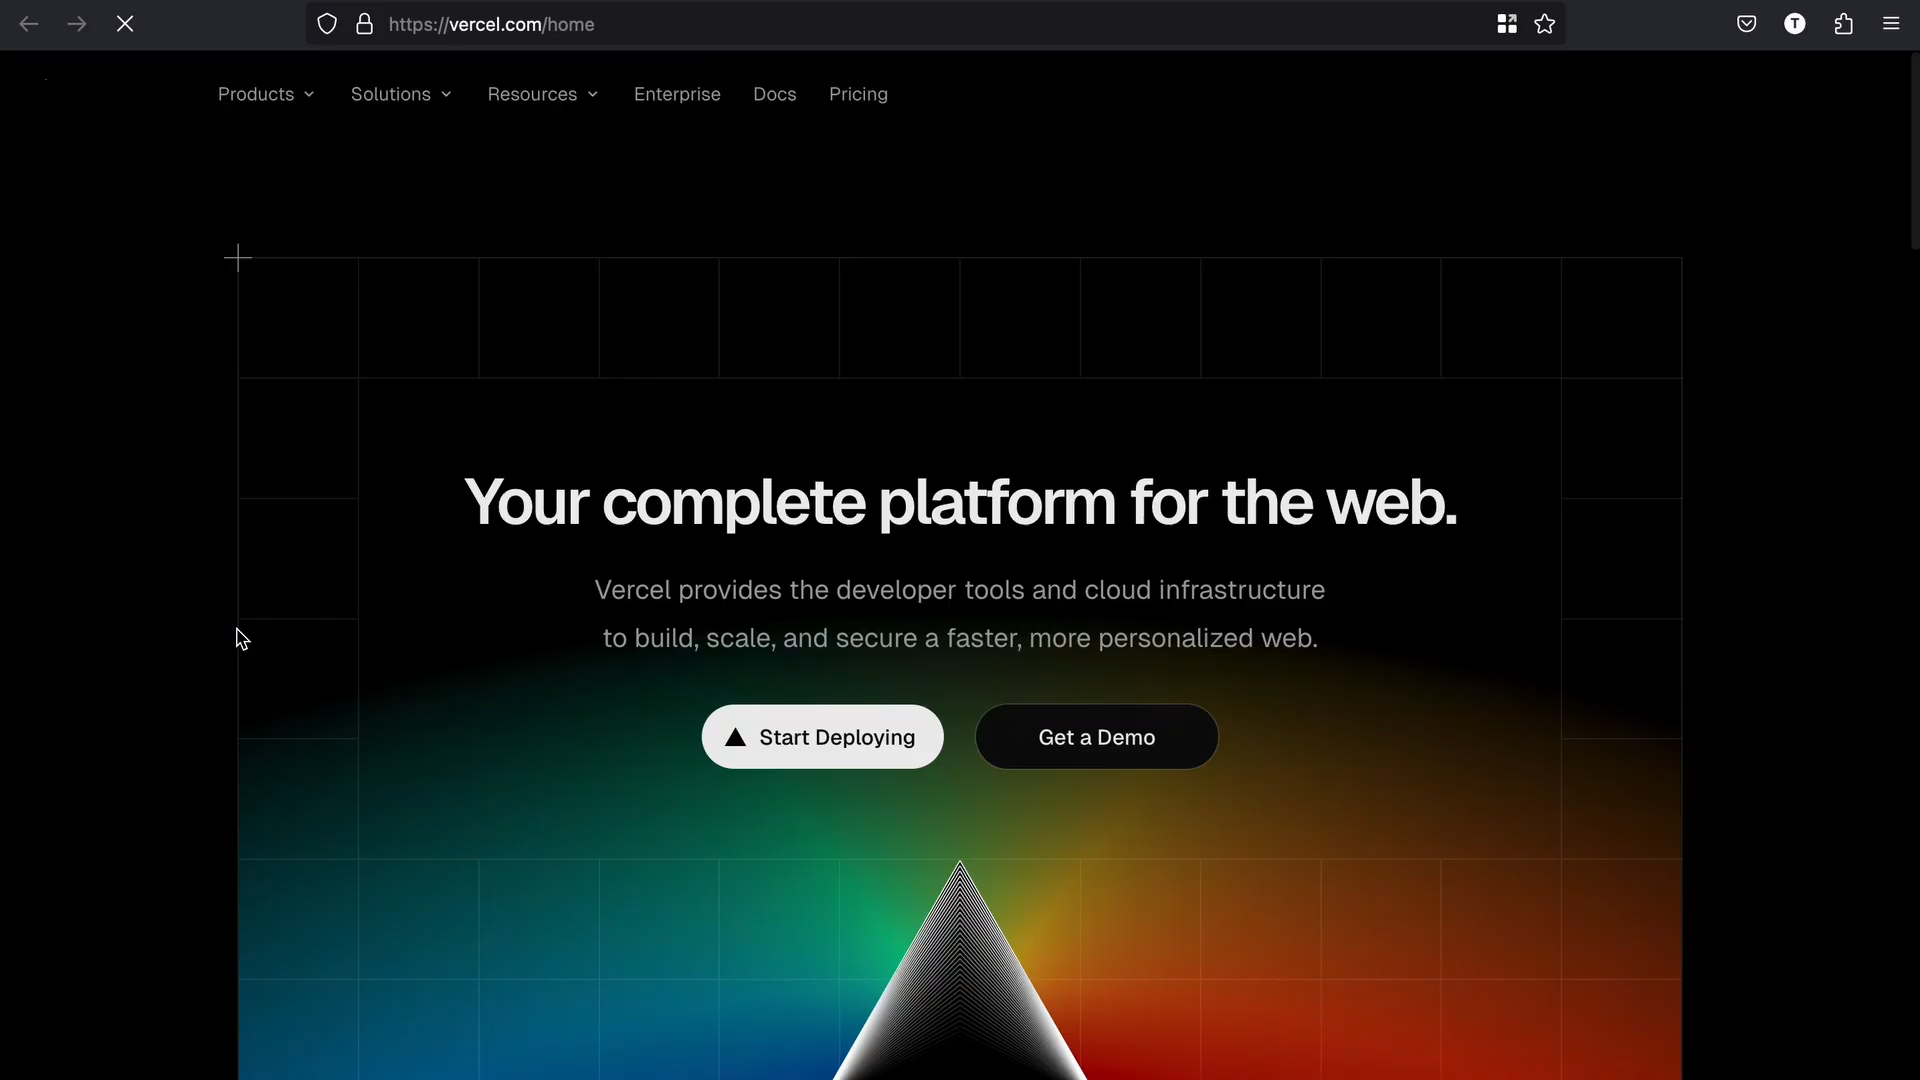 https://vercel.com/home
T
Products
Solutions
Resources
Enterprise
Docs
Pricing
Your complete platform for the web.
Vercel provides the developer tools and cloud infrastructure
to build, scale, and secure a faster, more personalized web.
Start Deploying
Get a Demo